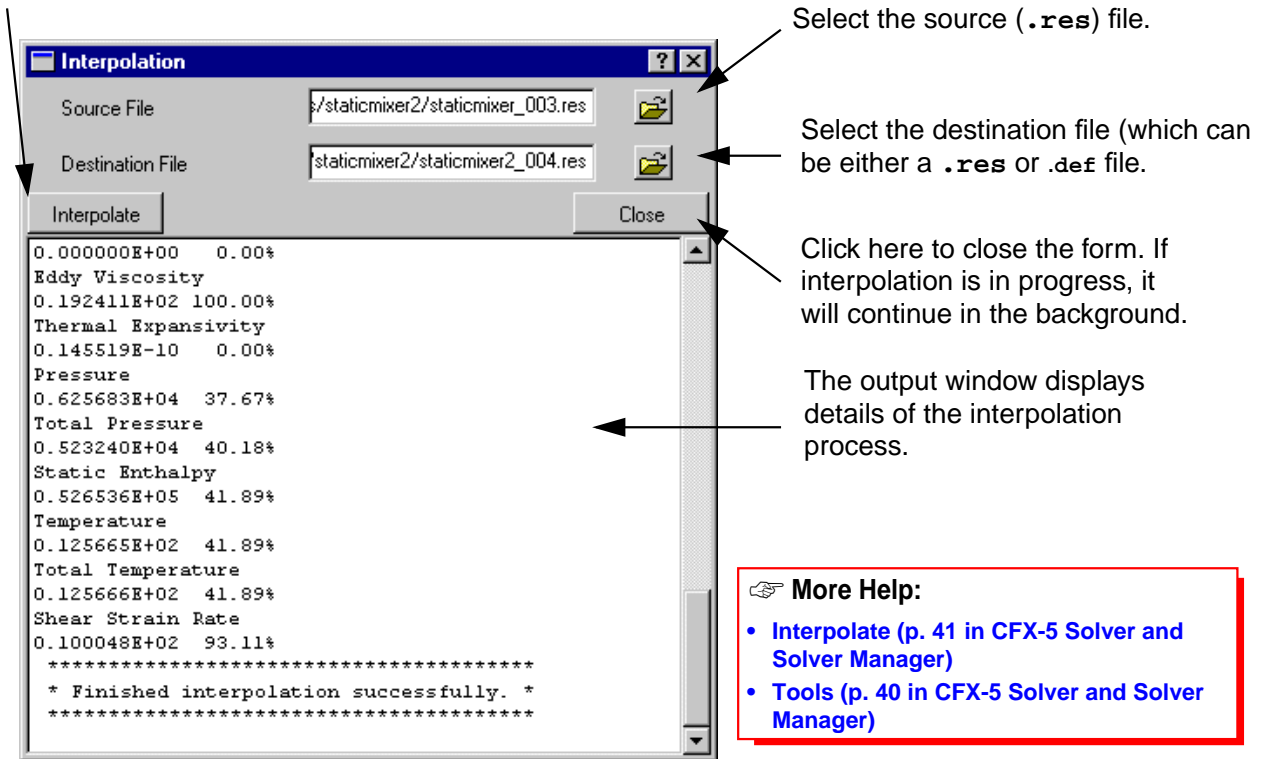 Select the source (.res) file.
Interpolation
Source File
s/staticmixer2/staticmixer_003.res
Destination File
/staticmixer2/staticmixer2_004.res
Select the destination file (which can
be either a .res or .def file.
Interpolate
Close
Click here to close the form. If
interpolation is in progress, it
will continue in the background.
The output window displays
details of the interpolation
process.
0.000000E+00 0.00%
Eddy Viscosity
0.192411E+02 100.00%
Thermal Expansivity
0.145519E-10 0.00%
Pressure
0.625683E+04 37.67%
Total Pressure
0.523240E+04 40.18%
Static Enthalpy
0.526536E+05 41.89%
Temperature
0.125665E+02 41.89%
Total Temperature
0.125666E+02 41.89%
Shear Strain Rate
0.100048E+02 93.11%
****************************************
* Finished interpolation successfully. *
****************************************
☞ More Help:
• Interpolate (p. 41 in CFX-5 Solver and
Solver Manager)
• Tools (p. 40 in CFX-5 Solver and Solver
Manager)